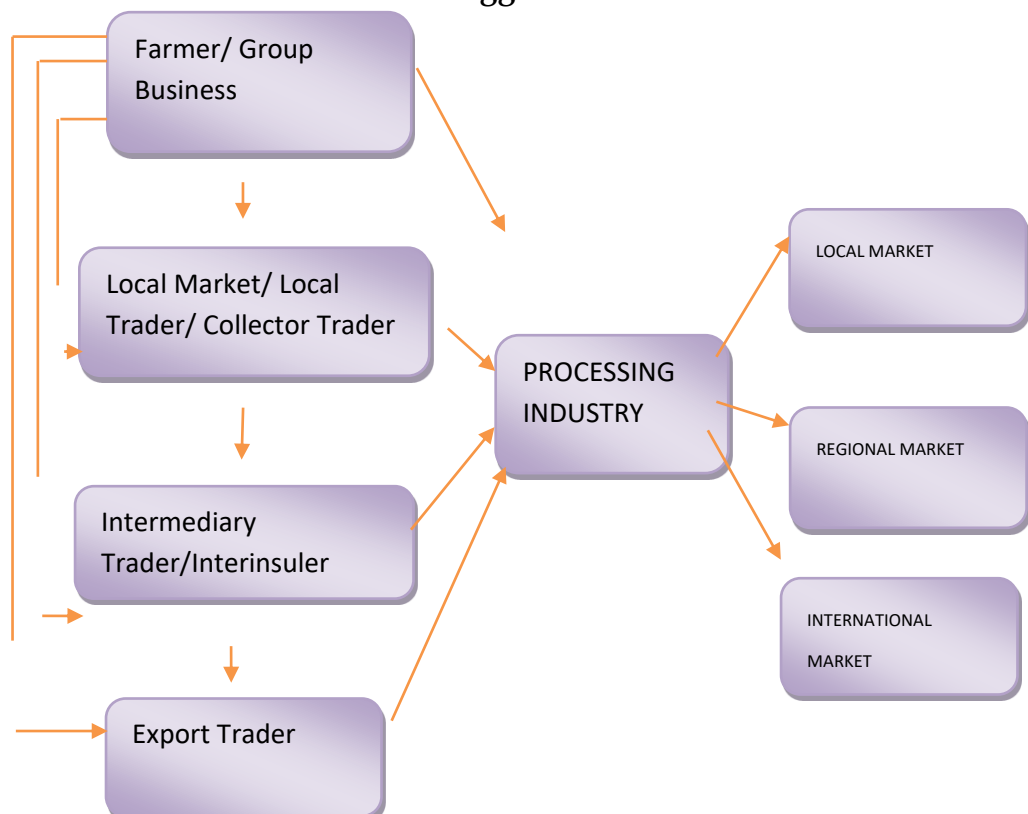 Farmer/ Group
Business
Local Market/ Local
Trader/ Collector Trader
Intermediary
Trader/Interinsuler
Export Trader
PROCESSING
INDUSTRY
LOCAL MARKET
REGIONAL MARKET
INTERNATIONAL
MARKET